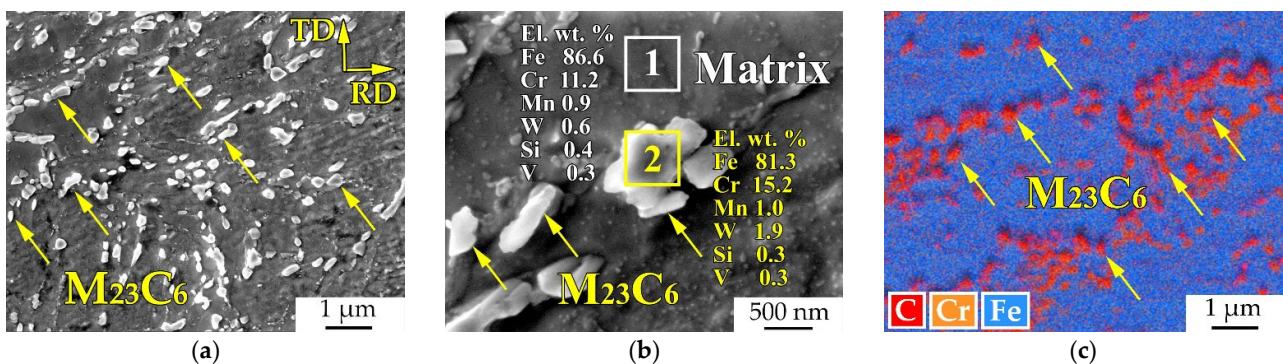 TD
RD
M23C6
1 µm
(a)
El. wt. %
Fe 86.6
Cr 11.2
Mn 0.9
W 0.6
Si 0.4
V 0.3
1 Matrix
2
El. wt. %
Fe 81.3
Cr 15.2
Mn 1.0
W 1.9
Si 0.3
V 0.3
M23C6
500 nm
(b)
M23C6
C Cr Fe
1 µm
(c)